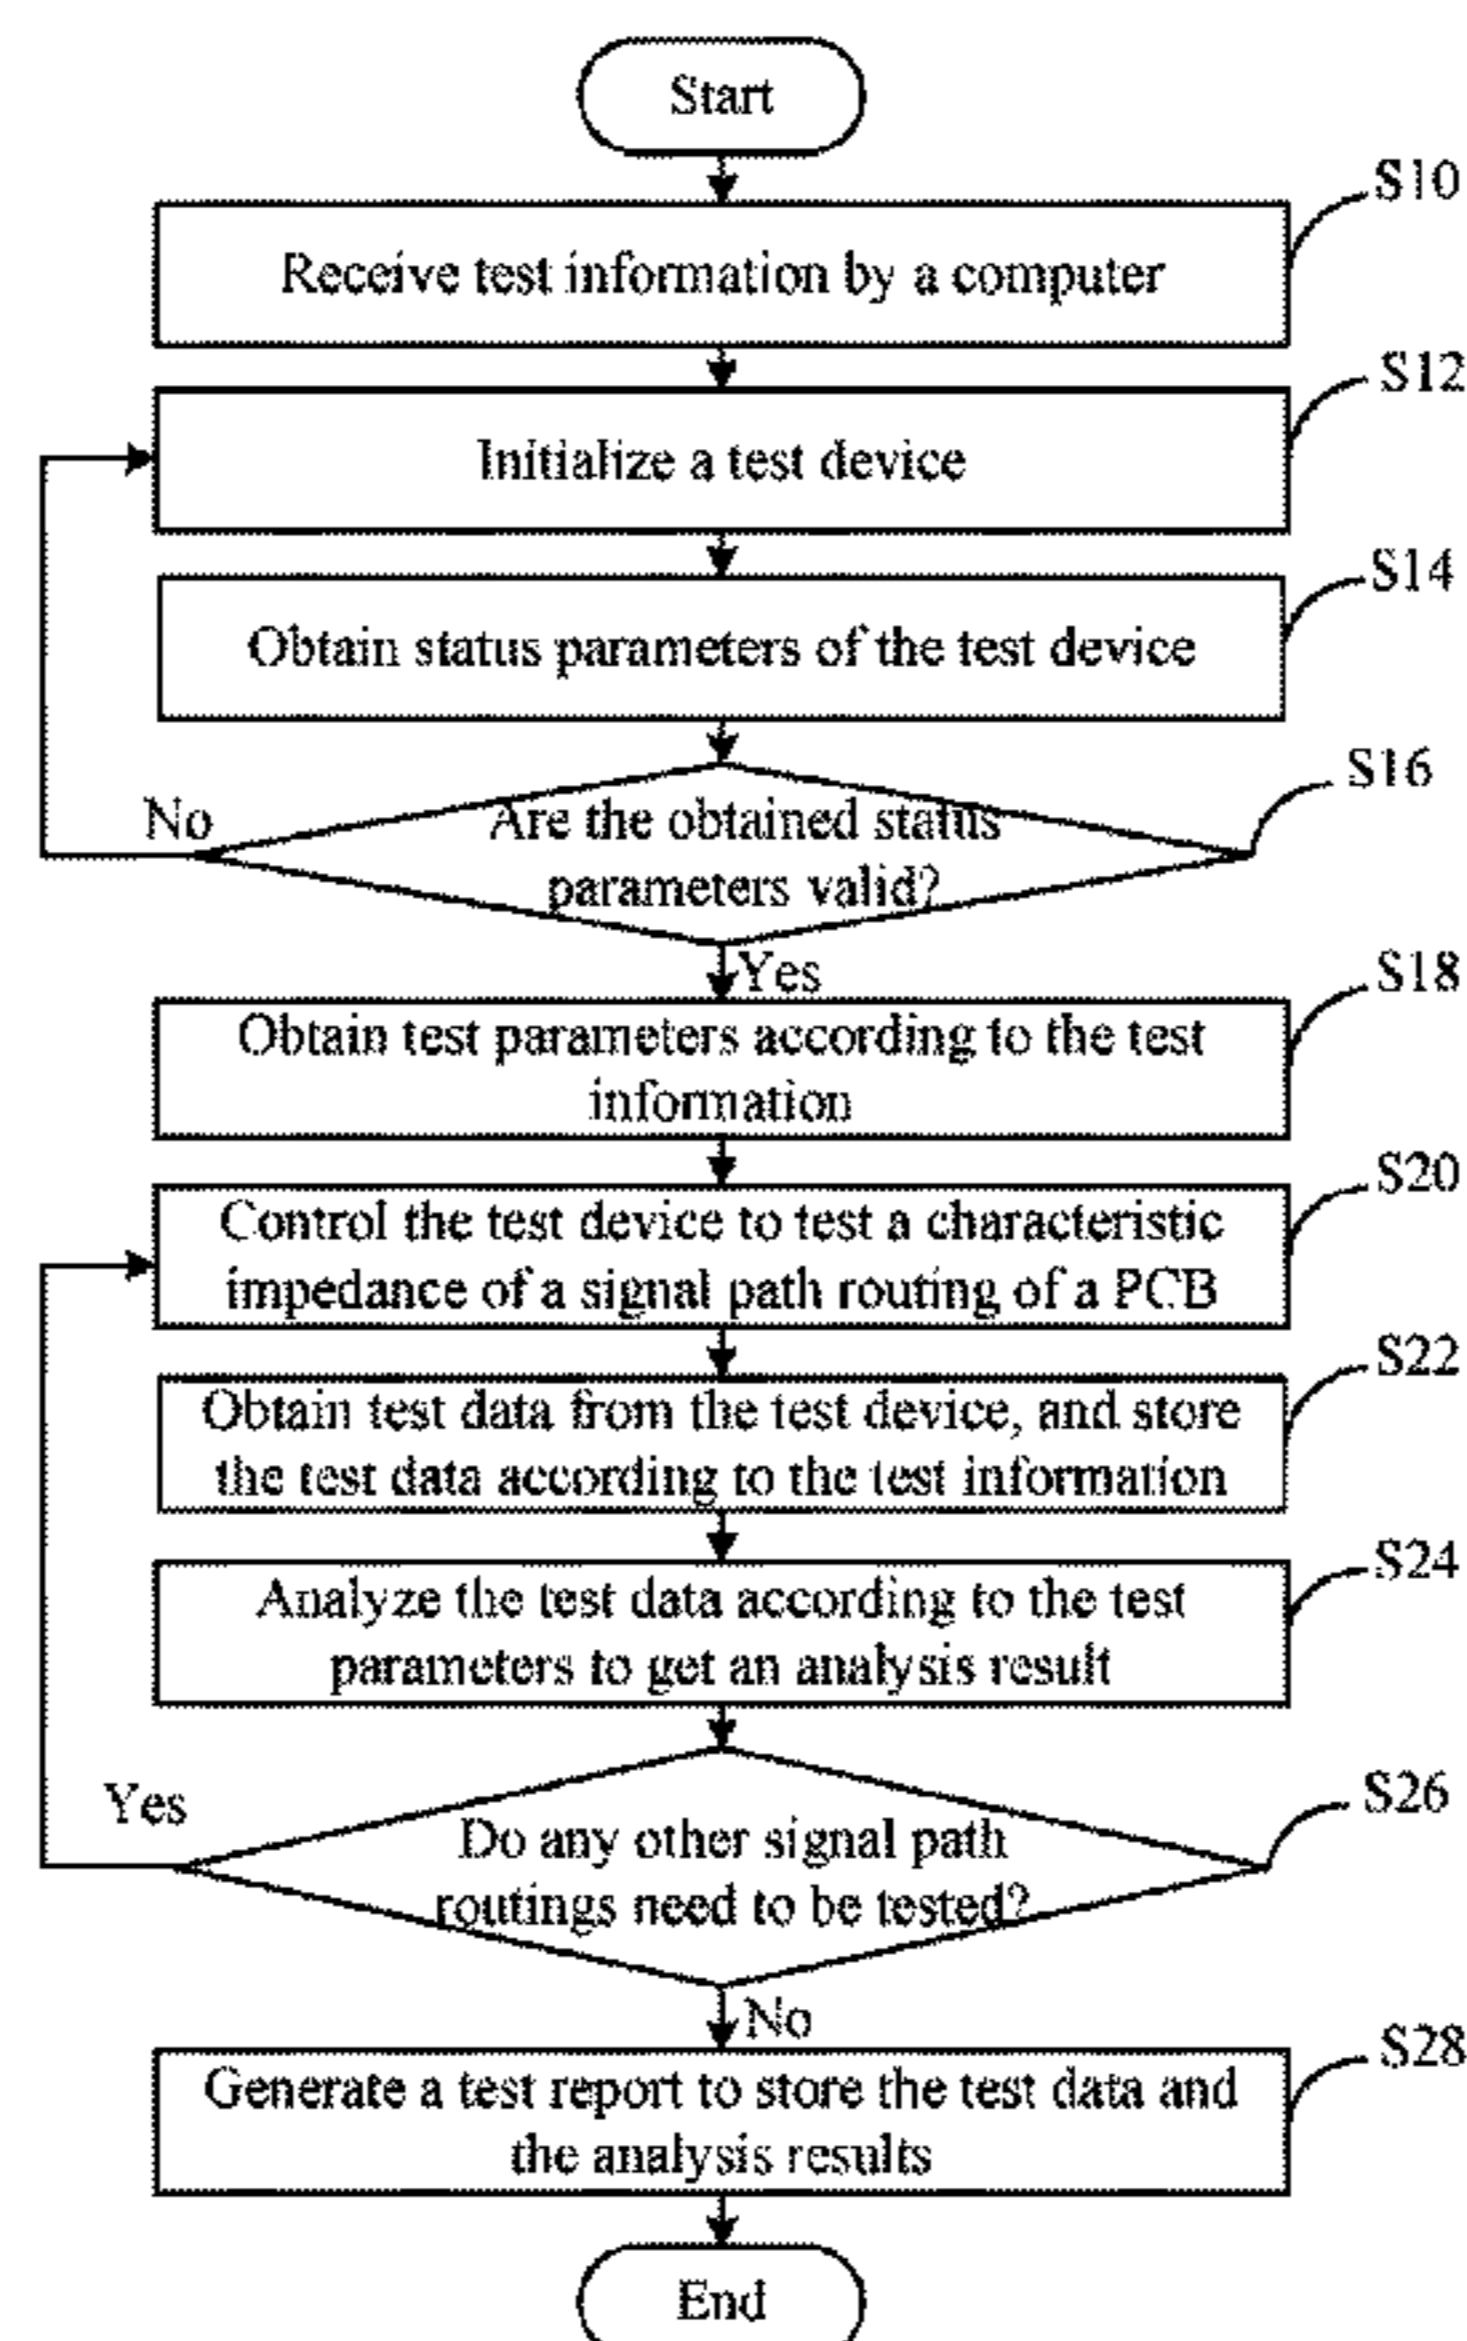 Start
S10
Receive test information by a computer
S12
Initialize a test device
S14
Obtain status parameters of the test device
S16
No
Are the obtained status
parameters valid?
Yes
S18
Obtain test parameters according to the test
information
S20
Control the test device to test a characteristic
impedance of a signal path routing of a PCB
S22
Obtain test data from the test device, and store
the test data according to the test information
S24
Analyze the test data according to the test
parameters to get an analysis result
S26
Yes
Do any other signal path
routings need to be tested?
No
S28
Generate a test report to store the test data and
the analysis results
End